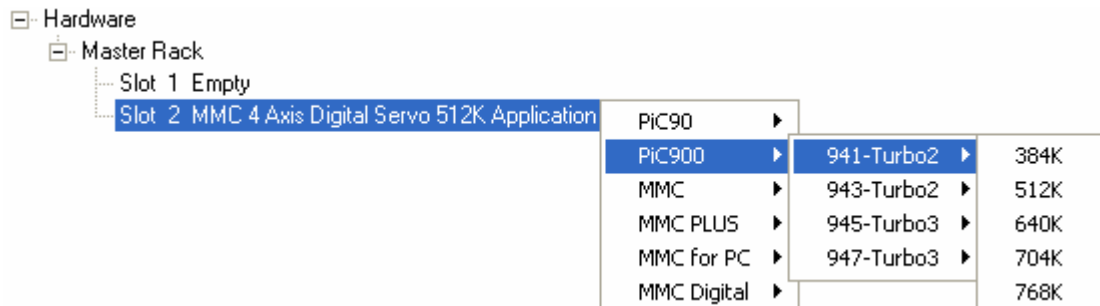 Hardware
Master Rack
Slot 1 Empty
Slot 2 MMC 4 Axis Digital Servo 512K Application
PiC90
PiC900
MMC
MMC PLUS
MMC for PC
MMC Digital
941-Turbo2
943-Turbo2
945-Turbo3
947-Turbo3
384K
512K
640K
704K
768K